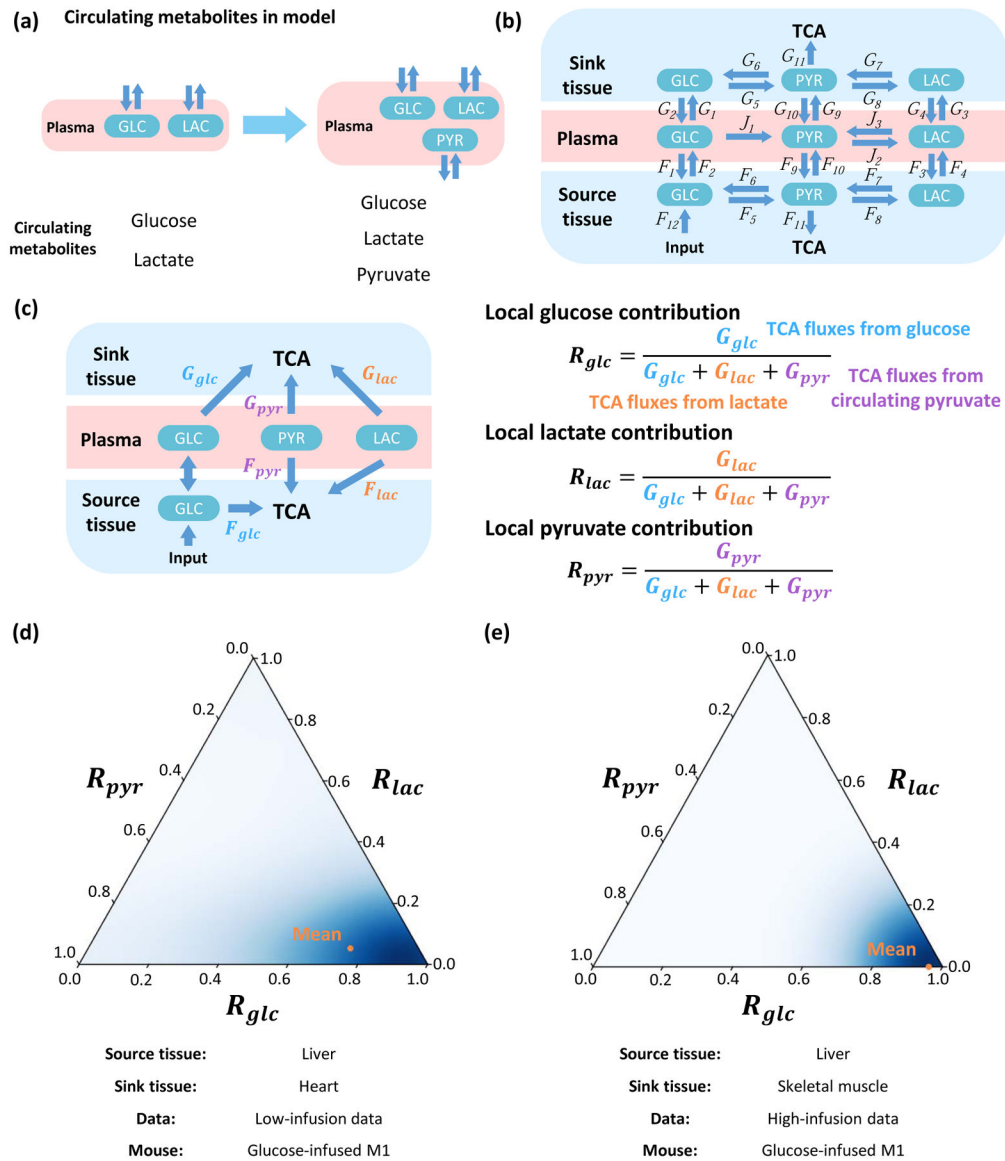 (a) Circulating metabolites in model
Plasma GLC LAC
Plasma GLC LAC
PYR
Circulating metabolites
Glucose
Lactate
Glucose
Lactate
Pyruvate
(b)
TCA
G11
Sink tissue
GLC G6 PYR G7 LAC
G5 G8
G2 G1 G10 G9 G4 G3
Plasma
GLC J1 PYR J3 LAC
J2
F1 F2 F9 F10 F3 F4
Source tissue
GLC F6 PYR F7 LAC
F5 F8
F12 F11
Input TCA
(c)
Sink tissue
TCA
Gglc Gpyr Glac
Plasma
GLC PYR LAC
Fpyr Flac
Source tissue
GLC Fglc TCA
Input
Local glucose contribution
Rglc = Gglc / Gglc + Glac + Gpyr
TCA fluxes from glucose
TCA fluxes from lactate
TCA fluxes from circulating pyruvate
Local lactate contribution
Rlac = Glac / Gglc + Glac + Gpyr
Local pyruvate contribution
Rpyr = Gpyr / Gglc + Glac + Gpyr
(d)
0.0 1.0
0.2 0.8
0.4 0.6
Rpyr Rlac
0.6 0.4
0.8 0.2
Mean
1.0 0.0
0.0 0.2 0.4 0.6 0.8 1.0
Rglc
Source tissue: Liver
Sink tissue: Heart
Data: Low-infusion data
Mouse: Glucose-infused M1
(e)
0.0 1.0
0.2 0.8
0.4 0.6
Rpyr Rlac
0.6 0.4
0.8 0.2
Mean
1.0 0.0
0.0 0.2 0.4 0.6 0.8 1.0
Rglc
Source tissue: Liver
Sink tissue: Skeletal muscle
Data: High-infusion data
Mouse: Glucose-infused M1